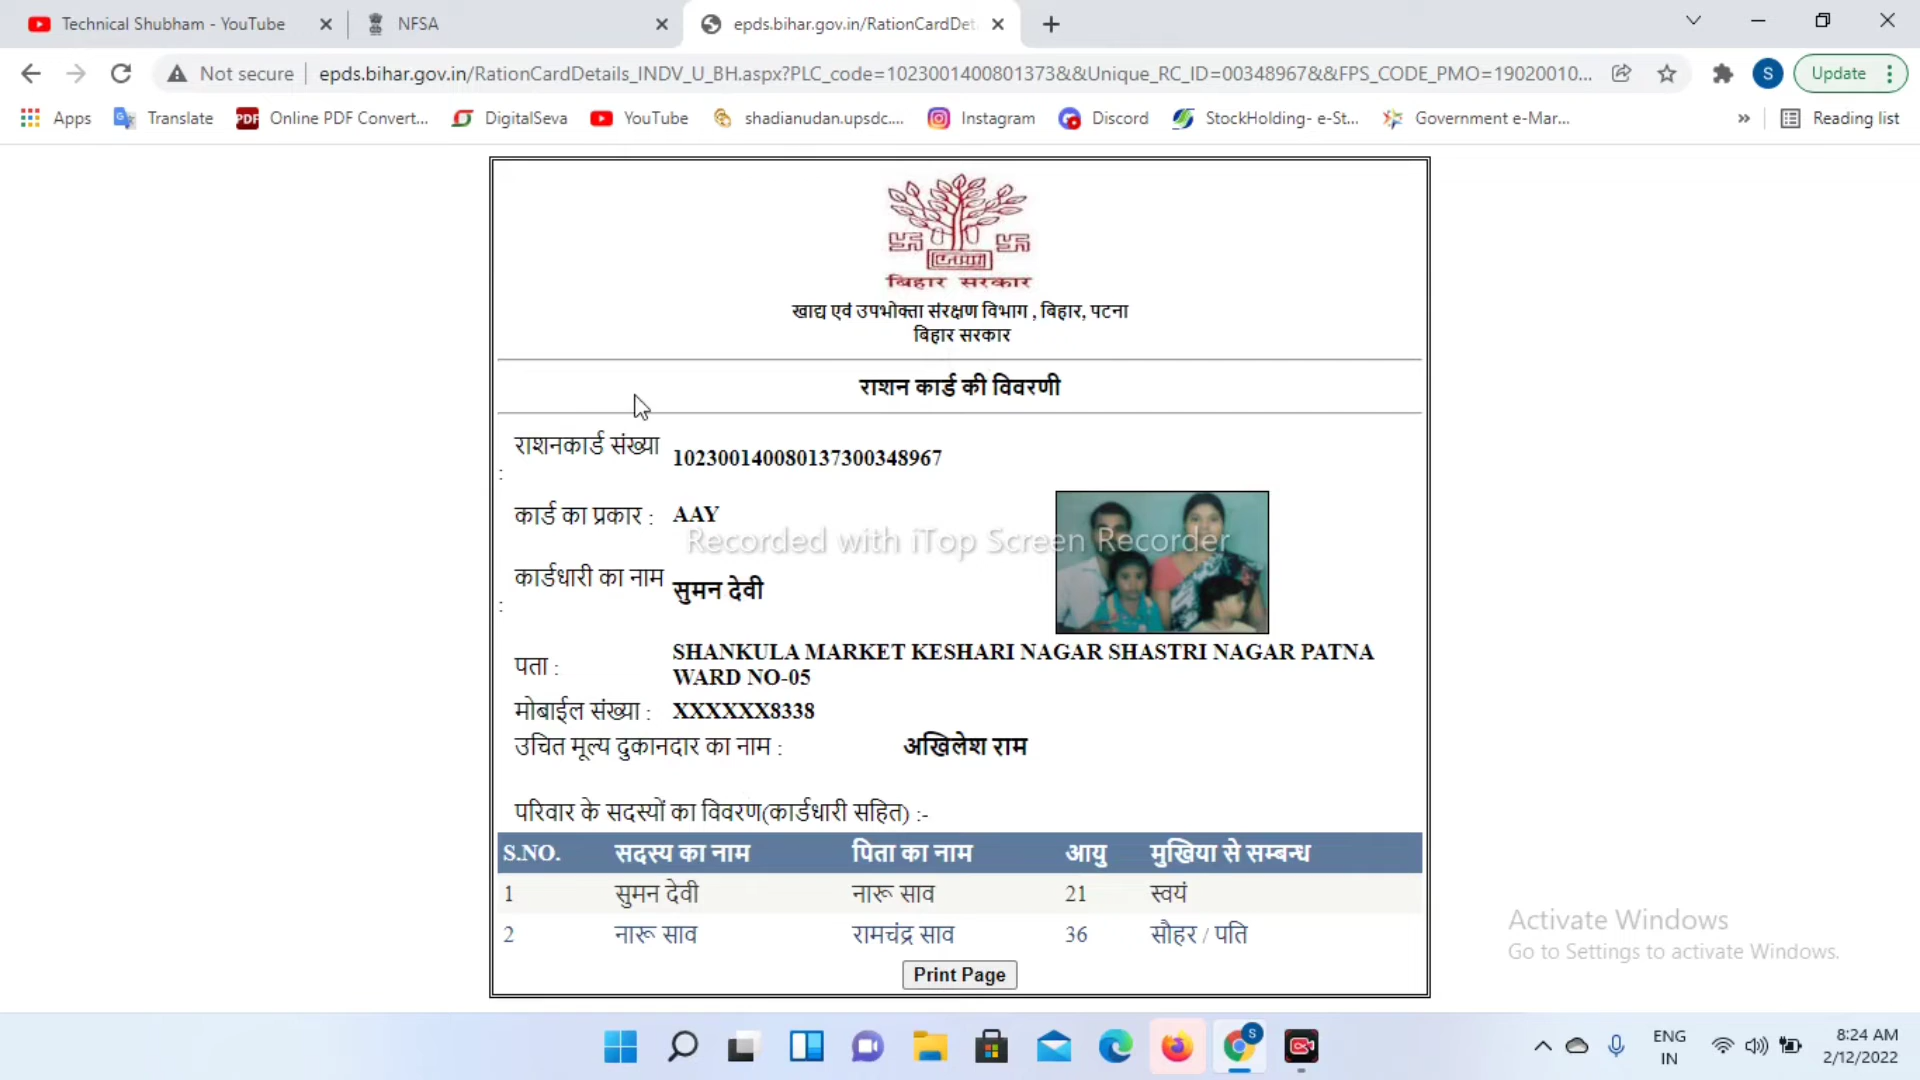 Technical Shubham - YouTube
NFSA
epds.bihar.gov.in/RationCardDet
Not secure
epds.bihar.gov.in/RationCardDetails_INDV_U_BH.aspx?PLC_code=1023001400801373&&Unique_RC_ID=00348967&&FPS_CODE_PMO=19020010...
S
Update
Apps
Translate
PDF
Online PDF Convert...
DigitalSeva
YouTube
shadianudan.upsdc....
Instagram
Discord
StockHolding- e-St...
Government e-Mar...
»
Reading list
बिहार सरकार
खाद्य एवं उपभोक्ता संरक्षण विभाग , बिहार, पटना
बिहार सरकार
राशन कार्ड की विवरणी
राशनकार्ड संख्या : 10230014008013730034​8967
कार्ड का प्रकार : AAY
Recorded with iTop Screen Recorder
कार्डधारी का नाम : सुमन देवी
पता : SHANKULA MARKET KESHARI NAGAR SHASTRI NAGAR PATNA
WARD NO-05
मोबाईल संख्या : XXXXXX8338
उचित मूल्य दुकानदार का नाम : अखिलेश राम
परिवार के सदस्यों का विवरण(कार्डधारी सहित) :-
S.NO. सदस्य का नाम पिता का नाम आयु मुखिया से सम्बन्ध
1 सुमन देवी नारू साव 21 स्वयं
2 नारू साव रामचंद्र साव 36 सौहर / पति
Print Page
Activate Windows
Go to Settings to activate Windows.
S
ENG
IN
8:24 AM
2/12/2022